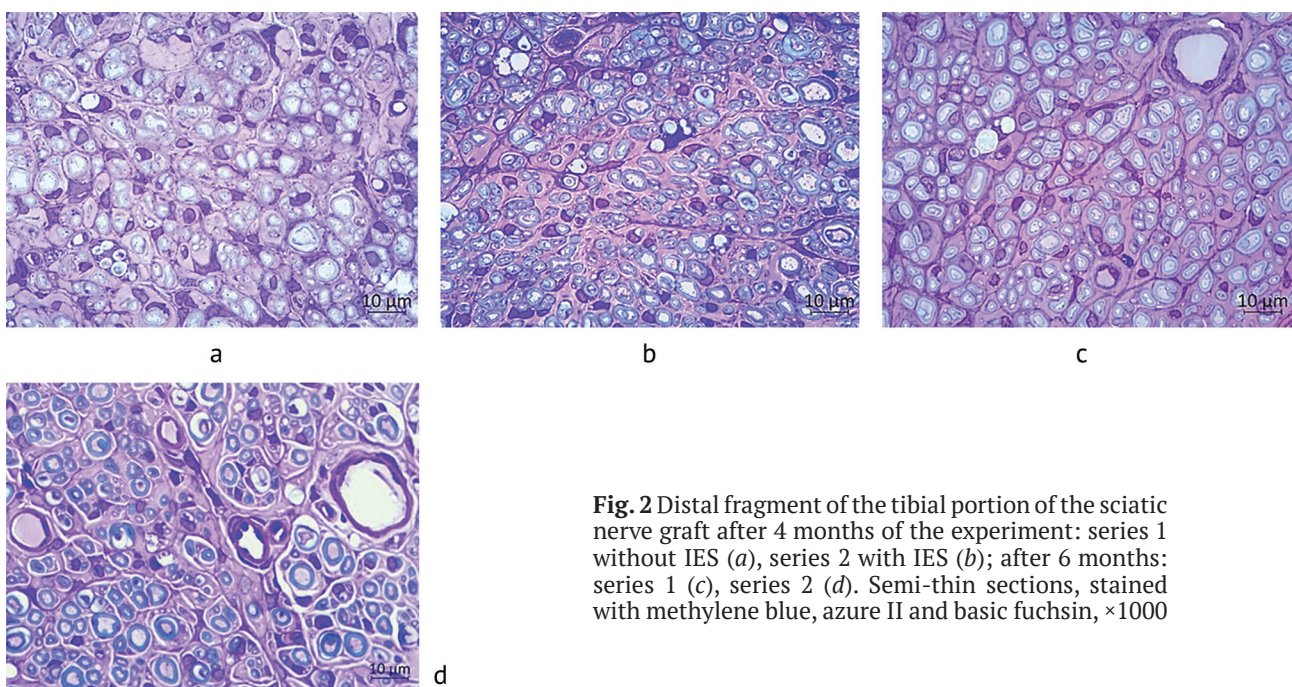 10 µm
10 µm
10 µm
a
b
c
10 µm
d
Fig. 2 Distal fragment of the tibial portion of the sciatic
nerve graft after 4 months of the experiment: series 1
without IES (a), series 2 with IES (b); after 6 months:
series 1 (c), series 2 (d). Semi-thin sections, stained
with methylene blue, azure II and basic fuchsin, ×1000